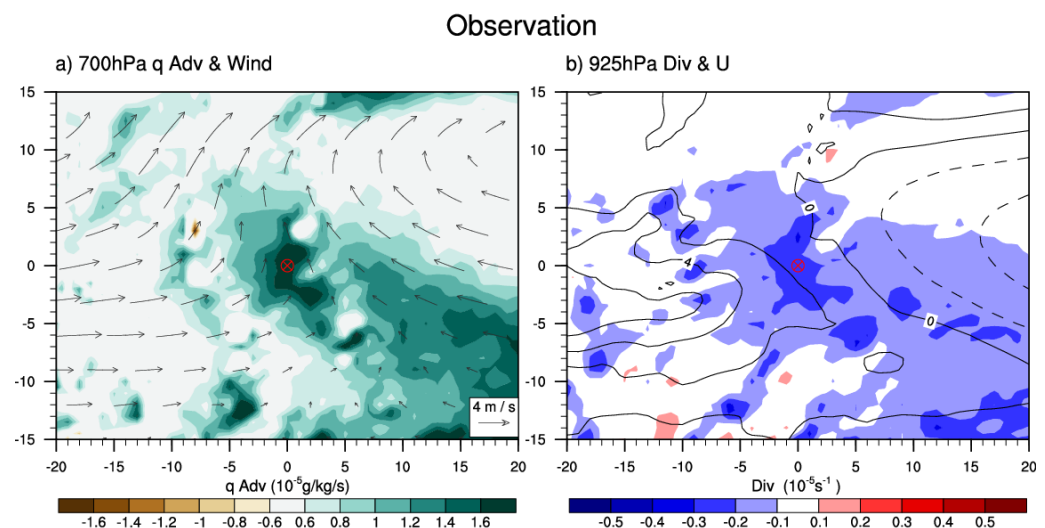 Observation
a) 700hPa q Adv & Wind
b) 925hPa Div & U
15
10
5
0
-5
-10
-15
4 m / s
-20 -15 -10 -5 0 5 10 15 20
q Adv (10⁻⁵g/kg/s)
-1.6 -1.4 -1.2 -1 -0.8 -0.6 0.6 0.8 1 1.2 1.4 1.6
15
10
5
0
-5
-10
-15
0
4
0
-20 -15 -10 -5 0 5 10 15 20
Div (10⁻⁵s⁻¹)
-0.5 -0.4 -0.3 -0.2 -0.1 0.1 0.2 0.3 0.4 0.5